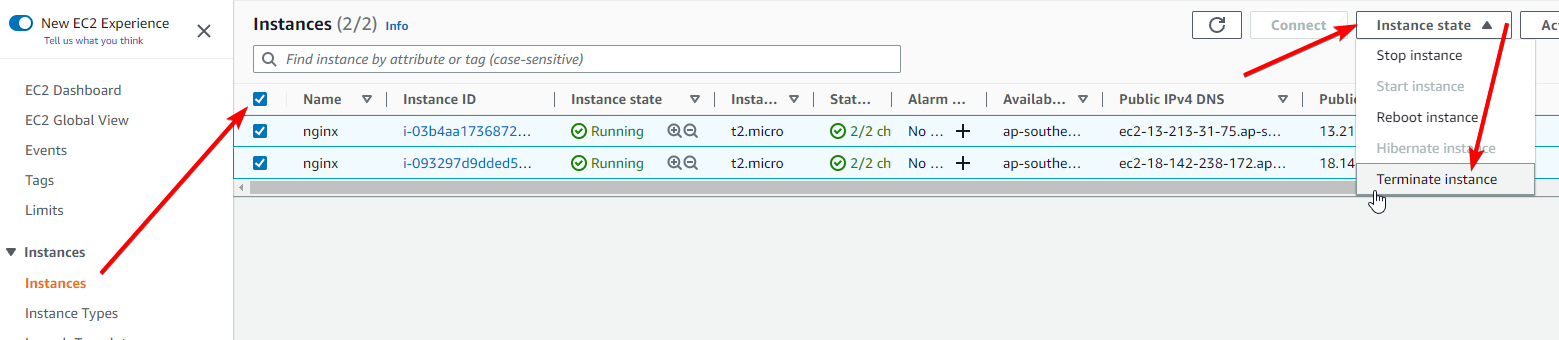 New EC2 Experience
Tell us what you think
EC2 Dashboard
EC2 Global View
Events
Tags
Limits
Instances
Instances
Instance Types
Instances (2/2) Info
Connect
Instance state
Find instance by attribute or tag (case-sensitive)
Name Instance ID Instance state Insta... Stat... Alarm ... Availab... Public IPv4 DNS
nginx i-03b4aa1736872... Running t2.micro 2/2 ch No ... ap-southe... ec2-13-213-31-75.ap-s... 13.21
nginx i-093297d9dded5... Running t2.micro 2/2 ch No ... ap-southe... ec2-18-142-238-172.ap... 18.14
Stop instance
Start instance
Reboot instance
Hibernate instance
Terminate instance